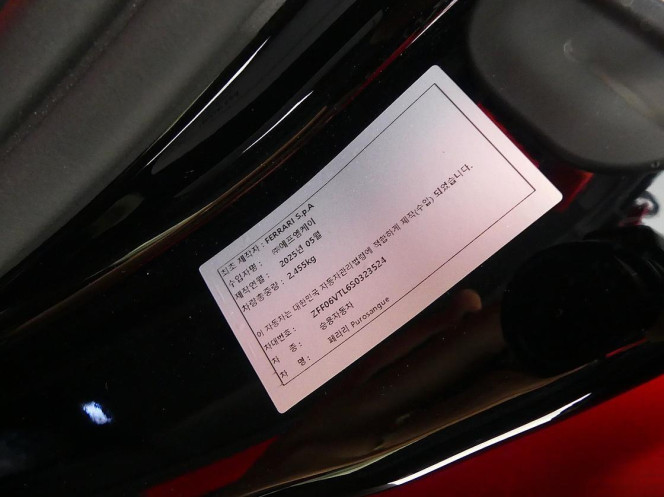 최초 제작자 : FERRARI S.p.A
수입자명 : ㈜에프엠케이
제작연월 : 2025년 05월
차량총중량 : 2,455kg
이 자동차는 대한민국 자동차관리법령에 적합하게 제작(수입) 되었습니다.
차대번호 : ZFF06VTL6S0323524
차 종 : 승용자동차
차 명 : 페라리 Purosangue